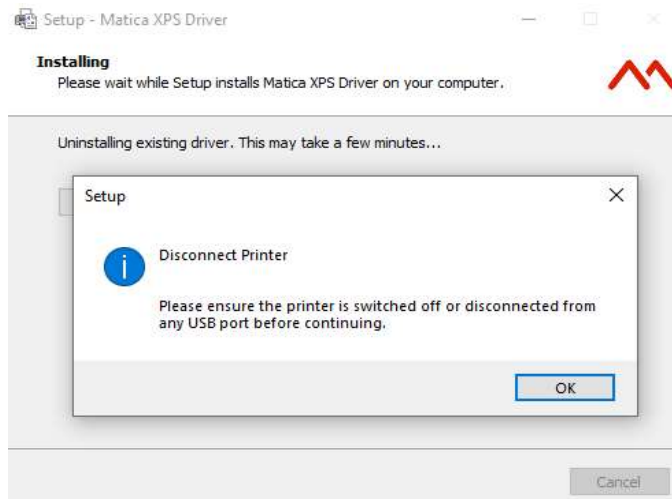 Setup - Matica XPS Driver
Installing
Please wait while Setup installs Matica XPS Driver on your computer.
Uninstalling existing driver. This may take a few minutes...
Setup
Disconnect Printer
Please ensure the printer is switched off or disconnected from
any USB port before continuing.
OK
Cancel